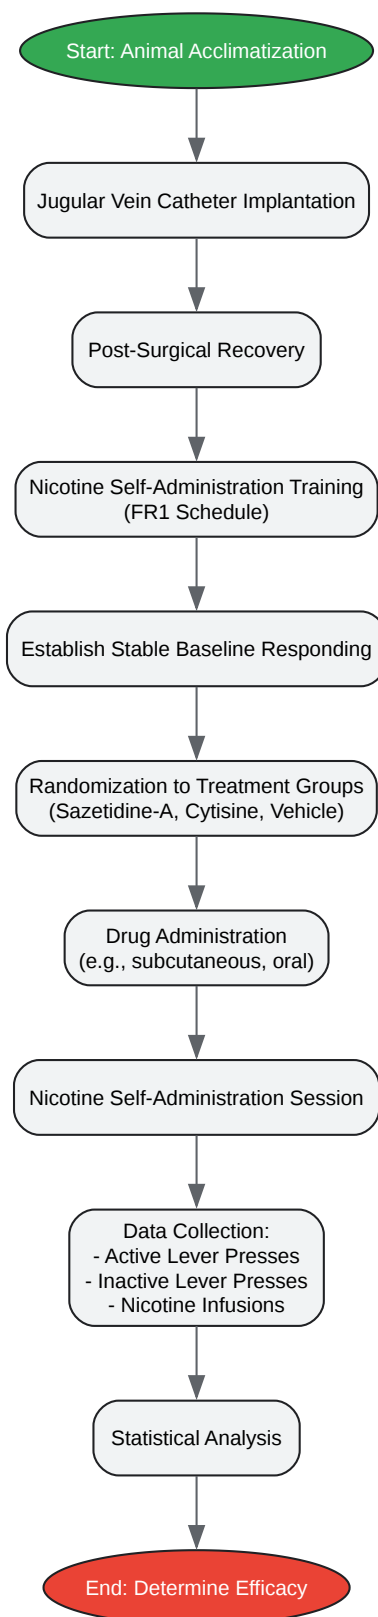 Start: Animal Acclimatization
Jugular Vein Catheter Implantation
Post-Surgical Recovery
Nicotine Self-Administration Training
(FR1 Schedule)
Establish Stable Baseline Responding
Randomization to Treatment Groups
(Sazetidine-A, Cytisine, Vehicle)
Drug Administration
(e.g., subcutaneous, oral)
Nicotine Self-Administration Session
Data Collection:
- Active Lever Presses
- Inactive Lever Presses
- Nicotine Infusions
Statistical Analysis
End: Determine Efficacy